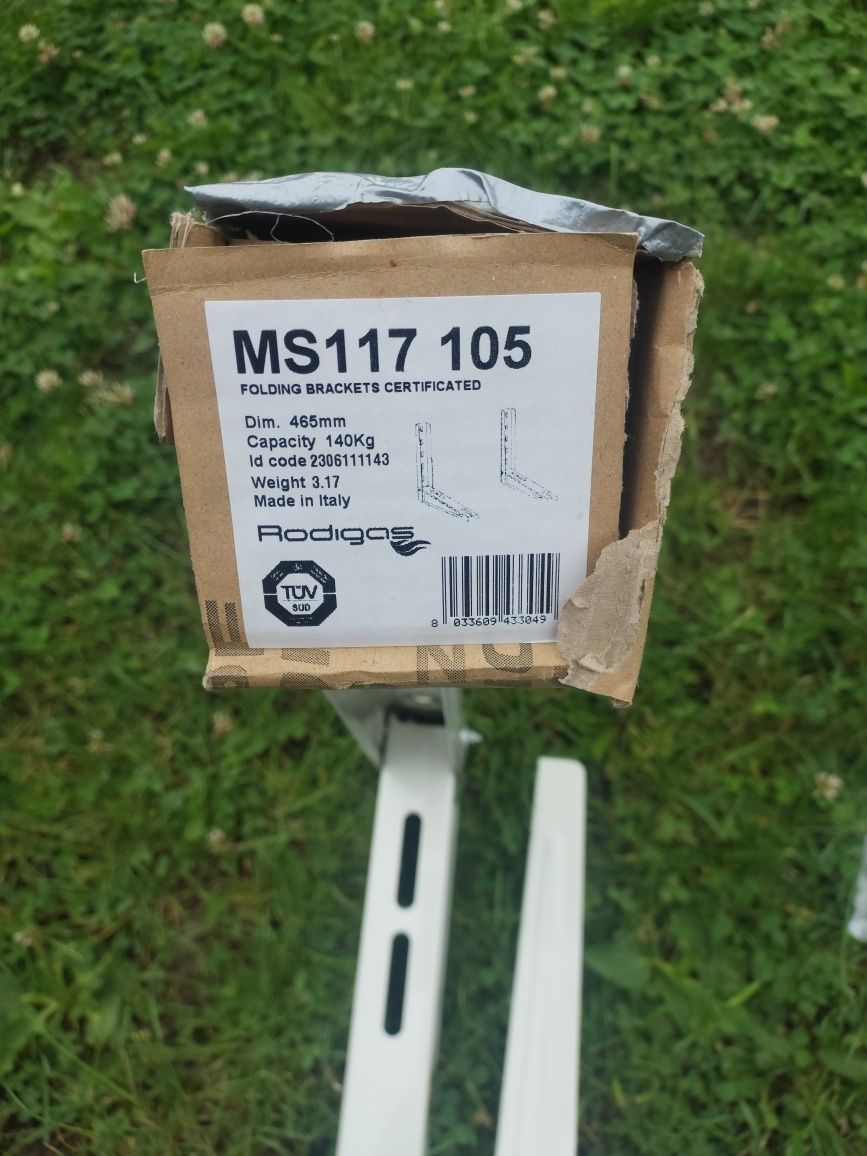 MS117 105
FOLDING BRACKETS CERTIFICATED
Dim. 465mm
Capacity 140Kg
Id code 2306111143
Weight 3.17
Made in Italy
Rodigas
TÜV
SÜD
8 033609 433049